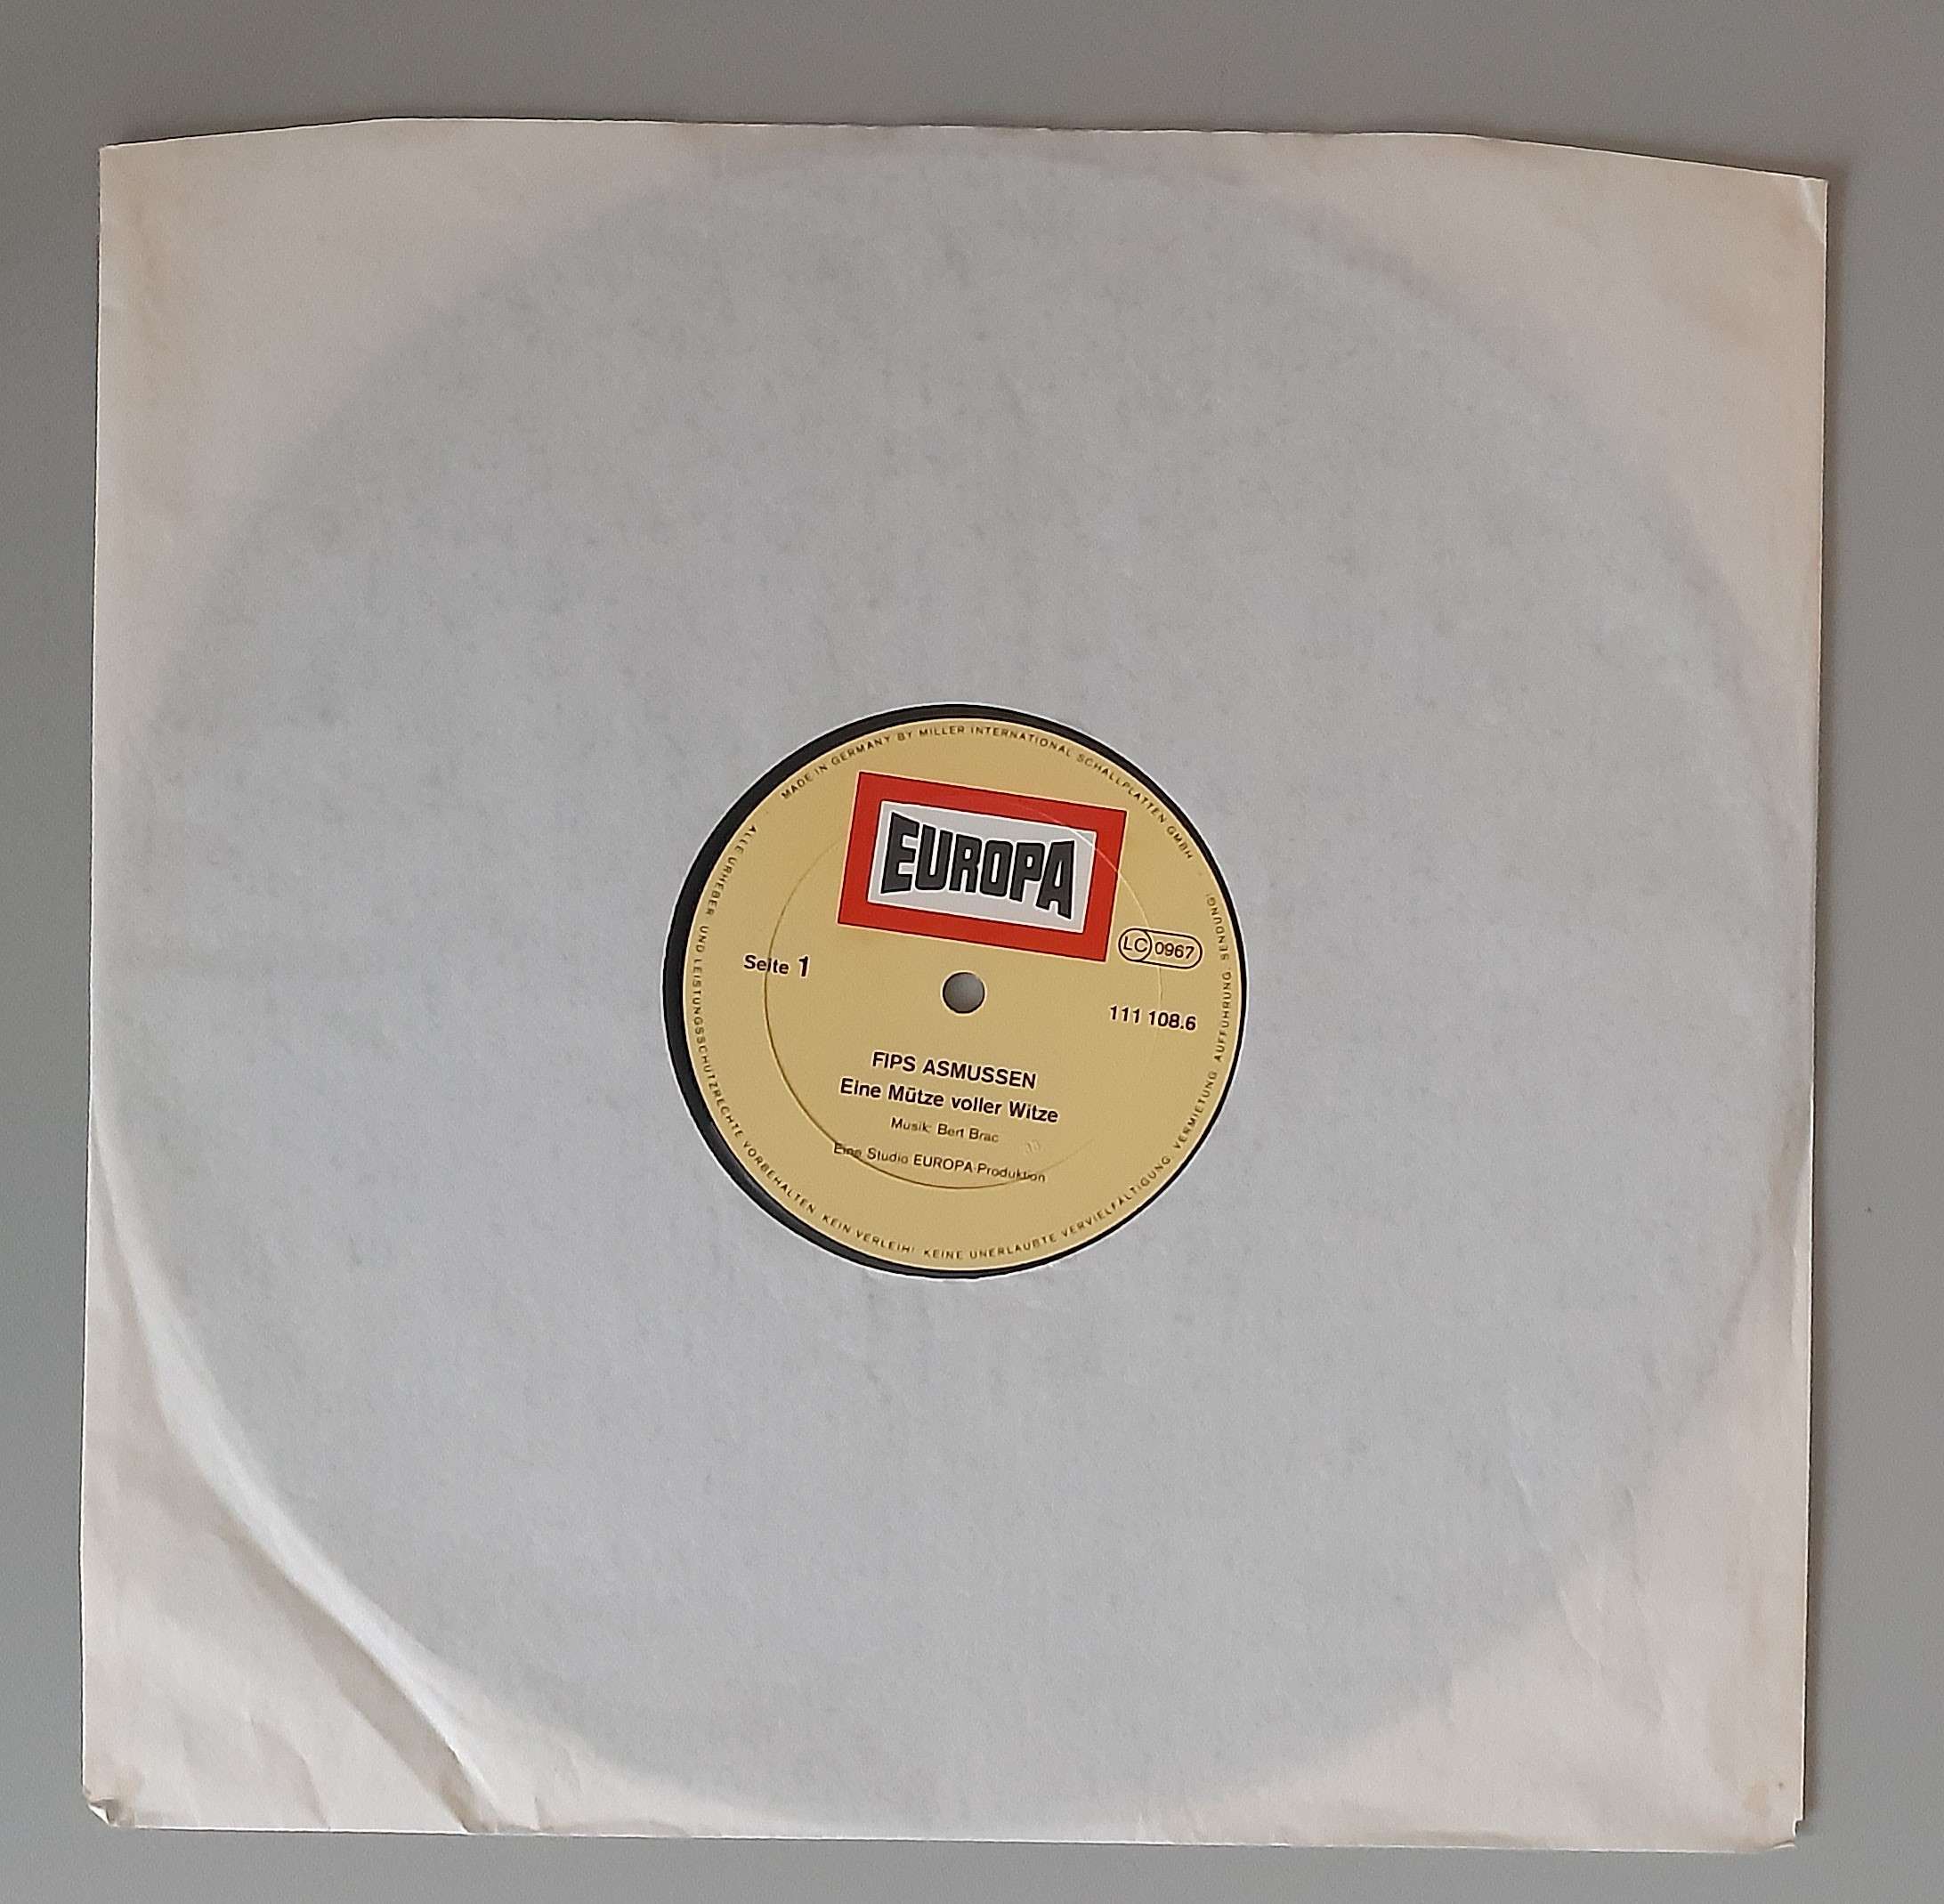 MADE IN GERMANY BY MILLER INTERNATIONAL SCHALLPLATTEN GMBH
EUROPA
LC 0967
Seite 1
111 108.6
FIPS ASMUSSEN
Eine Mütze voller Witze
Musik: Bert Brac
Eine Studio EUROPA-Produktion
ALLE URHEBER UND LEISTUNGSSCHUTZRECHTE VORBEHALTEN. KEIN VERLEIH! KEINE UNERLAUBTE VERVIELFÄLTIGUNG, VERMIETUNG, AUFFÜHRUNG, SENDUNG!